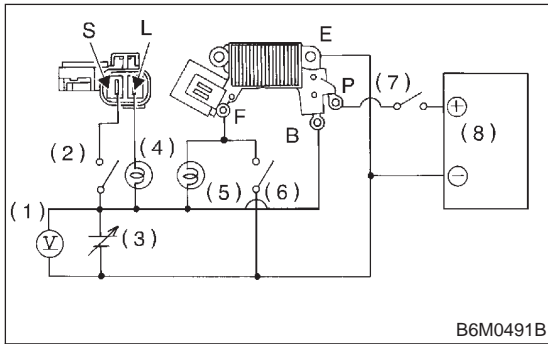 S L E
P (7)
F
B
(2) (4) (8)
(5) (6)
(1)
V (3)
B6M0491B